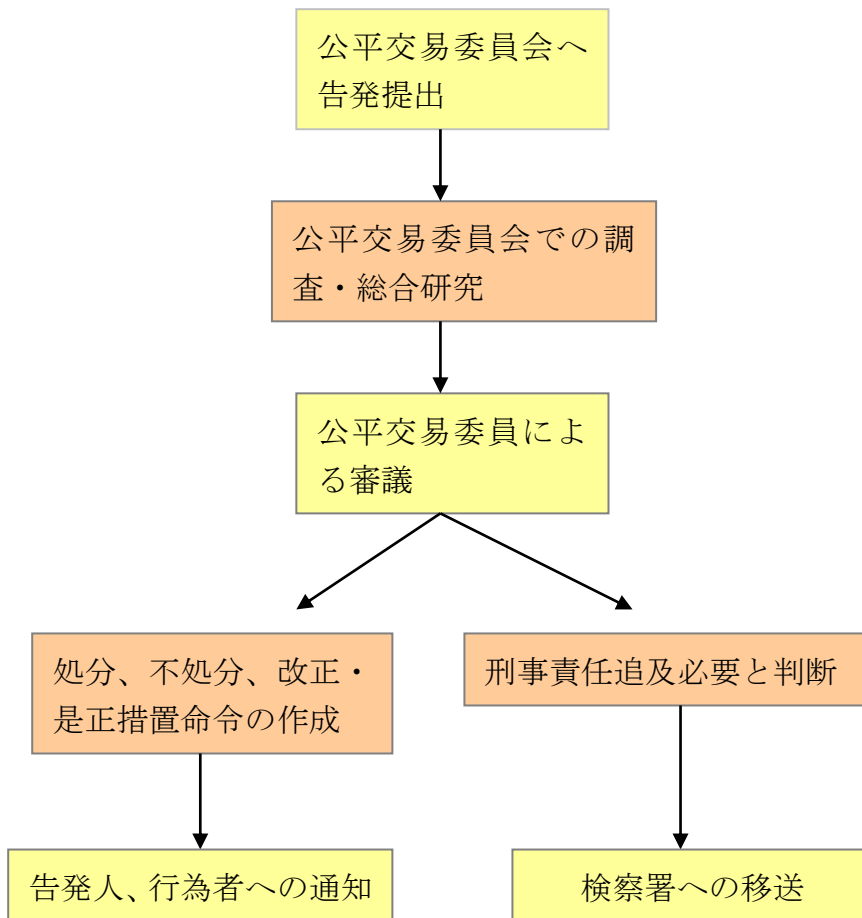 公平交易委員会へ
告発提出
公平交易委員会での調
査・総合研究
公平交易委員によ
る審議
処分、不処分、改正・
是正措置命令の作成
刑事責任追及必要と判断
告発人、行為者への通知
検察署への移送